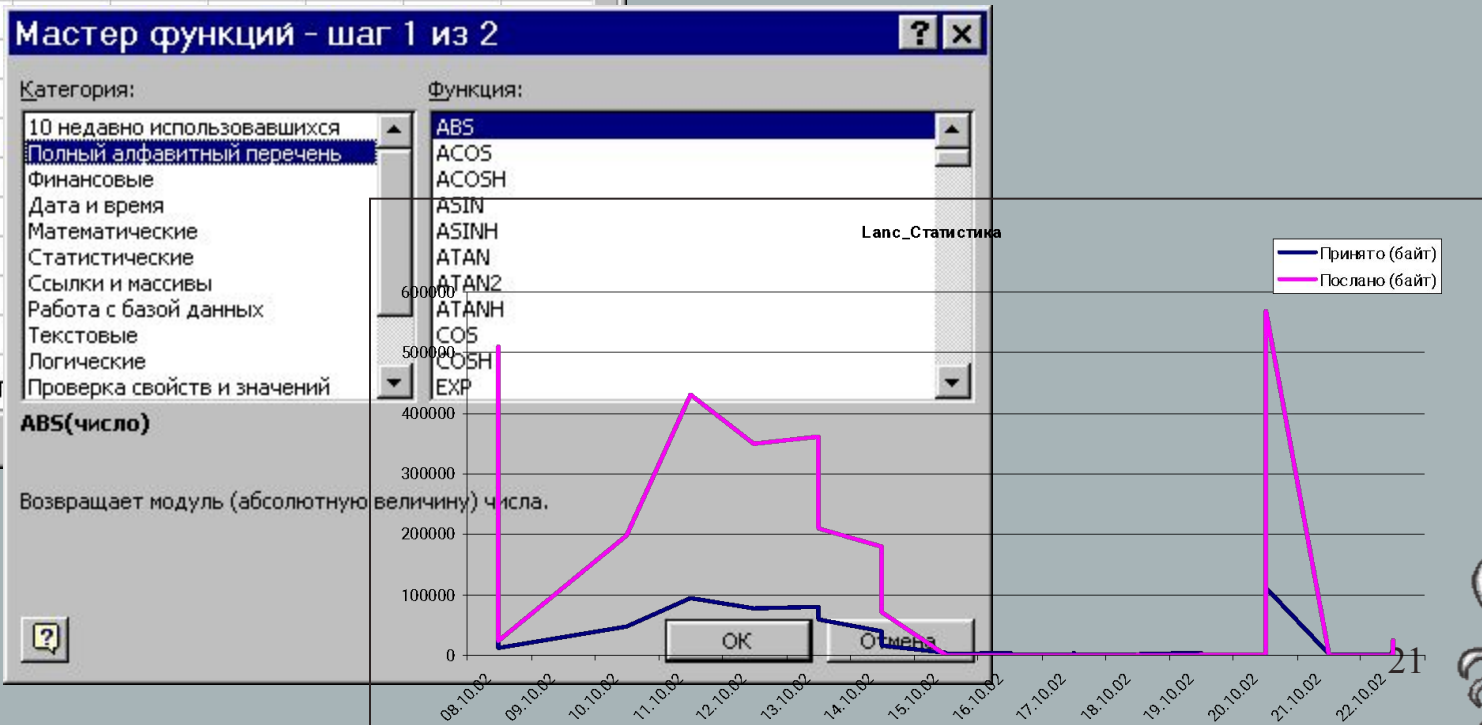 Мастер функций - шаг 1 из 2
Категория:
10 недавно использовавшихся
Полный алфавитный перечень
Финансовые
Дата и время
Математические
Статистические
Ссылки и массивы
Работа с базой данных
Текстовые
Логические
Проверка свойств и значений
Функция:
ABS
ACOS
ACOSH
ASIN
ASINH
ATAN
ATAN2
ATANH
COS
COSH
EXP
ABS(число)
Возвращает модуль (абсолютную величину) числа.
ОК
Отмена
Lanc_Статистика
Принято (байт)
Послано (байт)
600000
500000
400000
300000
200000
100000
0
08.10.02
09.10.02
10.10.02
11.10.02
12.10.02
13.10.02
14.10.02
15.10.02
16.10.02
17.10.02
18.10.02
19.10.02
20.10.02
21.10.02
22.10.02
21